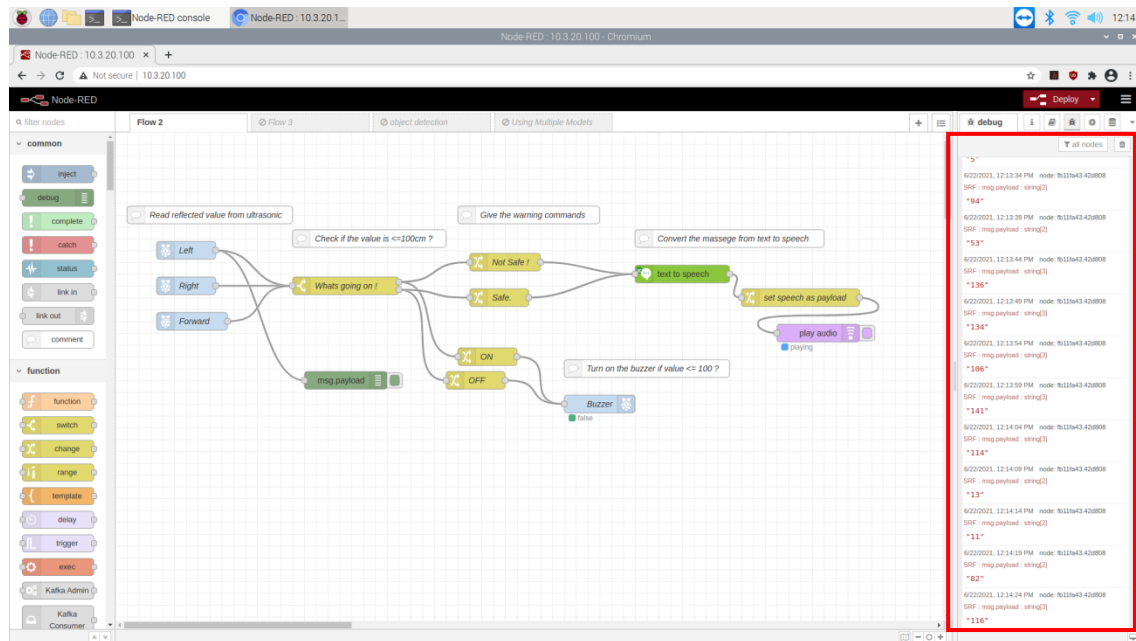 Node-RED console
Node-RED : 10.3.20.1...
12:14
Node-RED : 10.3.20.100 - Chromium
Node-RED : 10.3.20.100
Not secure | 10.3.20.100
Node-RED
Deploy
filter nodes
Flow 2
Flow 3
object detection
Using Multiple Models
debug
all nodes
common
inject
debug
complete
catch
status
link in
link out
comment
function
function
switch
change
range
template
delay
trigger
exec
Kafka Admin
Kafka
Consumer
Read reflected value from ultrasonic
Give the warning commands
Check if the value is <=100cm ?
Convert the massege from text to speech
Left
Right
Forward
Whats going on !
Not Safe !
Safe.
text to speech
set speech as payload
play audio
playing
msg.payload
ON
OFF
Turn on the buzzer if value <= 100 ?
Buzzer
false
"5"
6/22/2021, 12:13:34 PM node: fb11fa43.42d808
SRF : msg.payload : string[2]
"94"
6/22/2021, 12:13:39 PM node: fb11fa43.42d808
SRF : msg.payload : string[2]
"53"
6/22/2021, 12:13:44 PM node: fb11fa43.42d808
SRF : msg.payload : string[3]
"136"
6/22/2021, 12:13:49 PM node: fb11fa43.42d808
SRF : msg.payload : string[3]
"134"
6/22/2021, 12:13:54 PM node: fb11fa43.42d808
SRF : msg.payload : string[3]
"106"
6/22/2021, 12:13:59 PM node: fb11fa43.42d808
SRF : msg.payload : string[3]
"141"
6/22/2021, 12:14:04 PM node: fb11fa43.42d808
SRF : msg.payload : string[3]
"114"
6/22/2021, 12:14:09 PM node: fb11fa43.42d808
SRF : msg.payload : string[2]
"13"
6/22/2021, 12:14:14 PM node: fb11fa43.42d808
SRF : msg.payload : string[2]
"11"
6/22/2021, 12:14:19 PM node: fb11fa43.42d808
SRF : msg.payload : string[2]
"82"
6/22/2021, 12:14:24 PM node: fb11fa43.42d808
SRF : msg.payload : string[3]
"116"